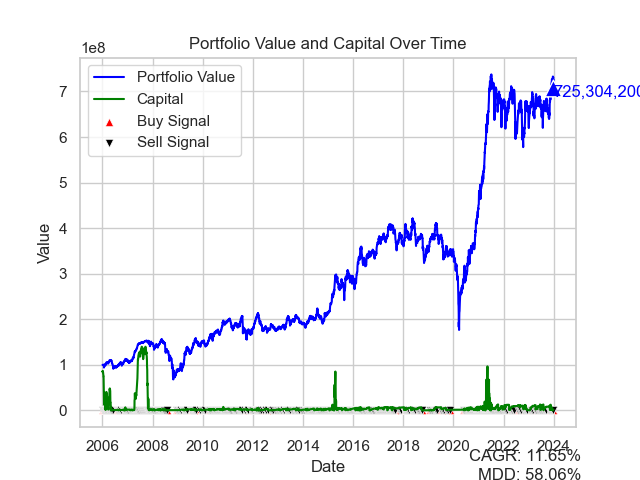 Portfolio Value and Capital Over Time
1e8
Portfolio Value
Capital
Buy Signal
Sell Signal
725,304,200
7
6
5
4
3
2
1
0
Value
2006 2008 2010 2012 2014 2016 2018 2020 2022 2024
Date
CAGR: 11.65%
MDD: 58.06%